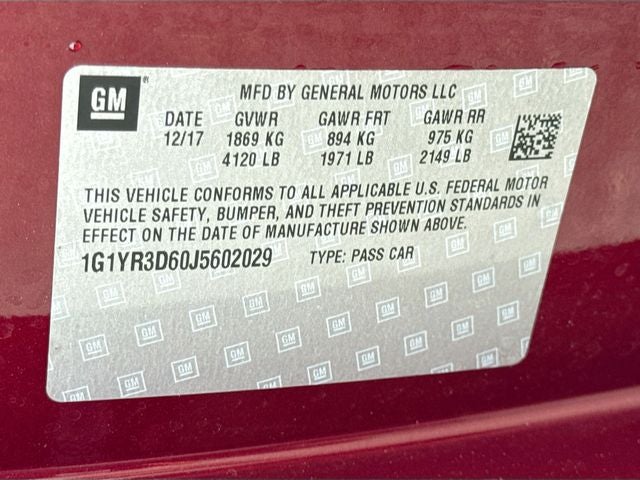 GM
MFD BY GENERAL MOTORS LLC
DATE GVWR GAWR FRT GAWR RR
12/17 1869 KG 894 KG 975 KG
4120 LB 1971 LB 2149 LB
THIS VEHICLE CONFORMS TO ALL APPLICABLE U.S. FEDERAL MOTOR
VEHICLE SAFETY, BUMPER, AND THEFT PREVENTION STANDARDS IN
EFFECT ON THE DATE OF MANUFACTURE SHOWN ABOVE.
1G1YR3D60J5602029 TYPE: PASS CAR